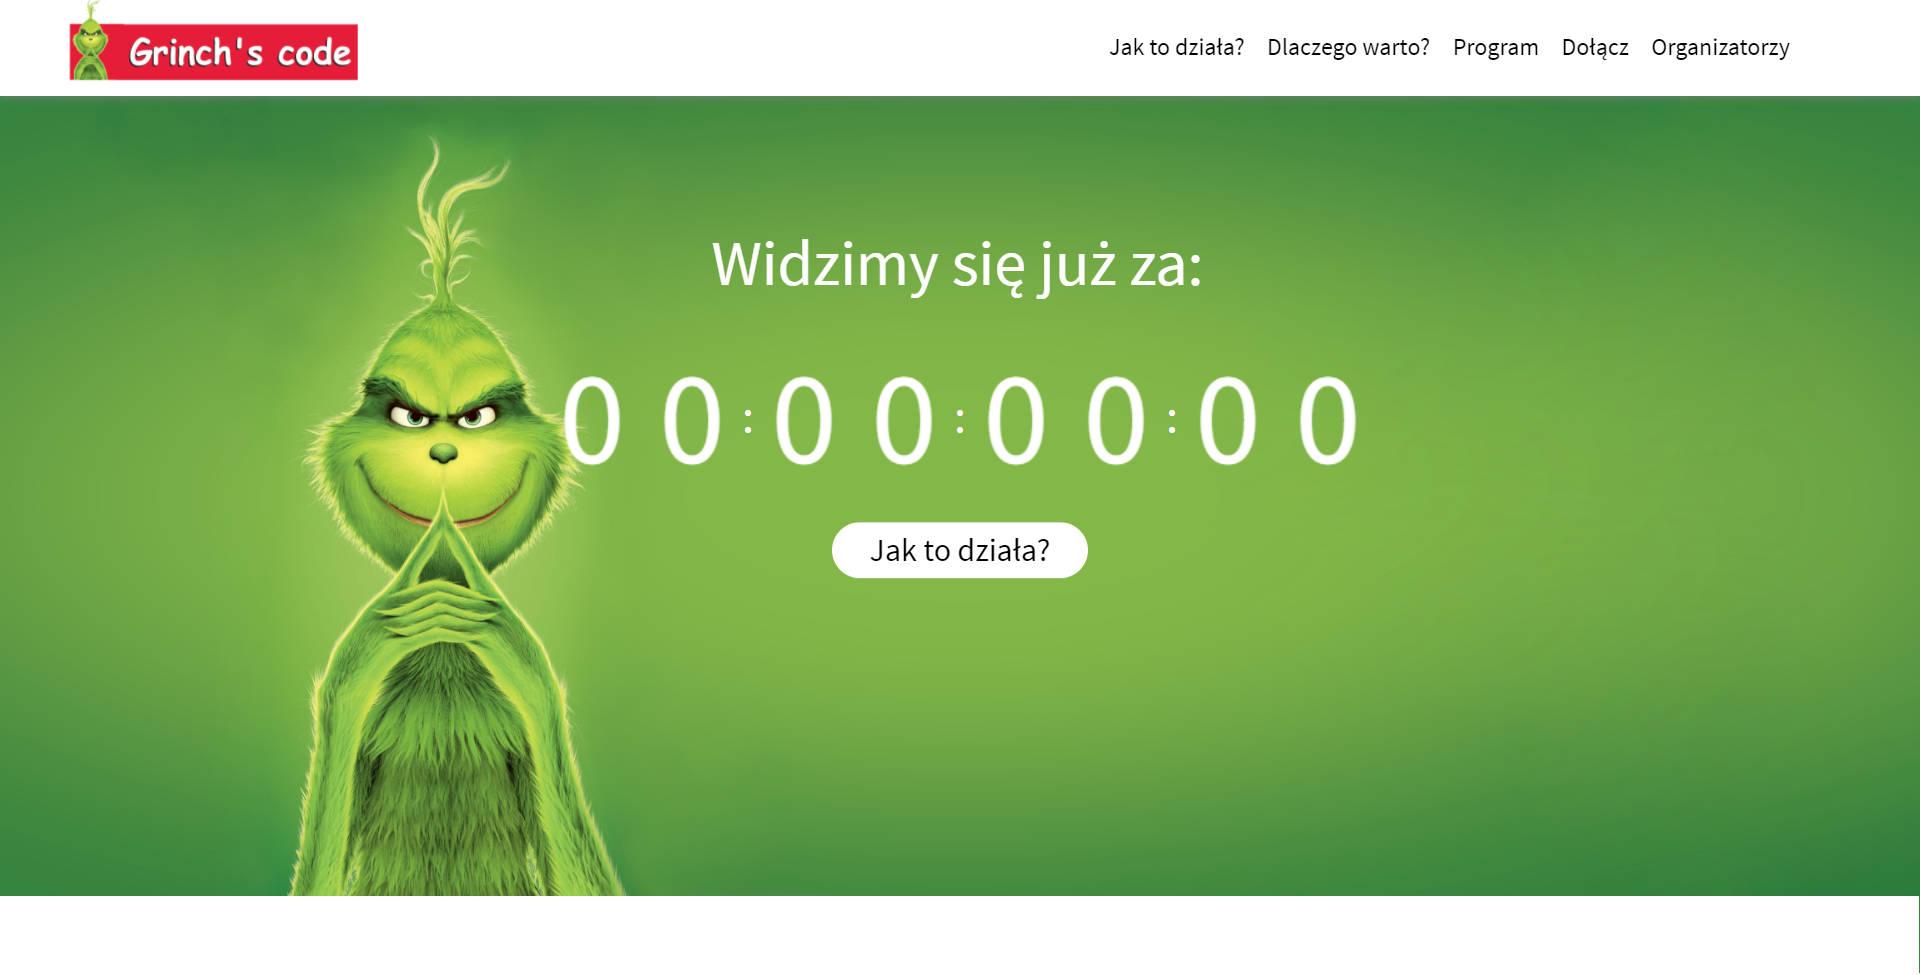 Grinch's code
Jak to działa? Dlaczego warto? Program Dołącz Organizatorzy
Widzimy się już za:
0 0 : 0 0 : 0 0 : 0 0
Jak to działa?